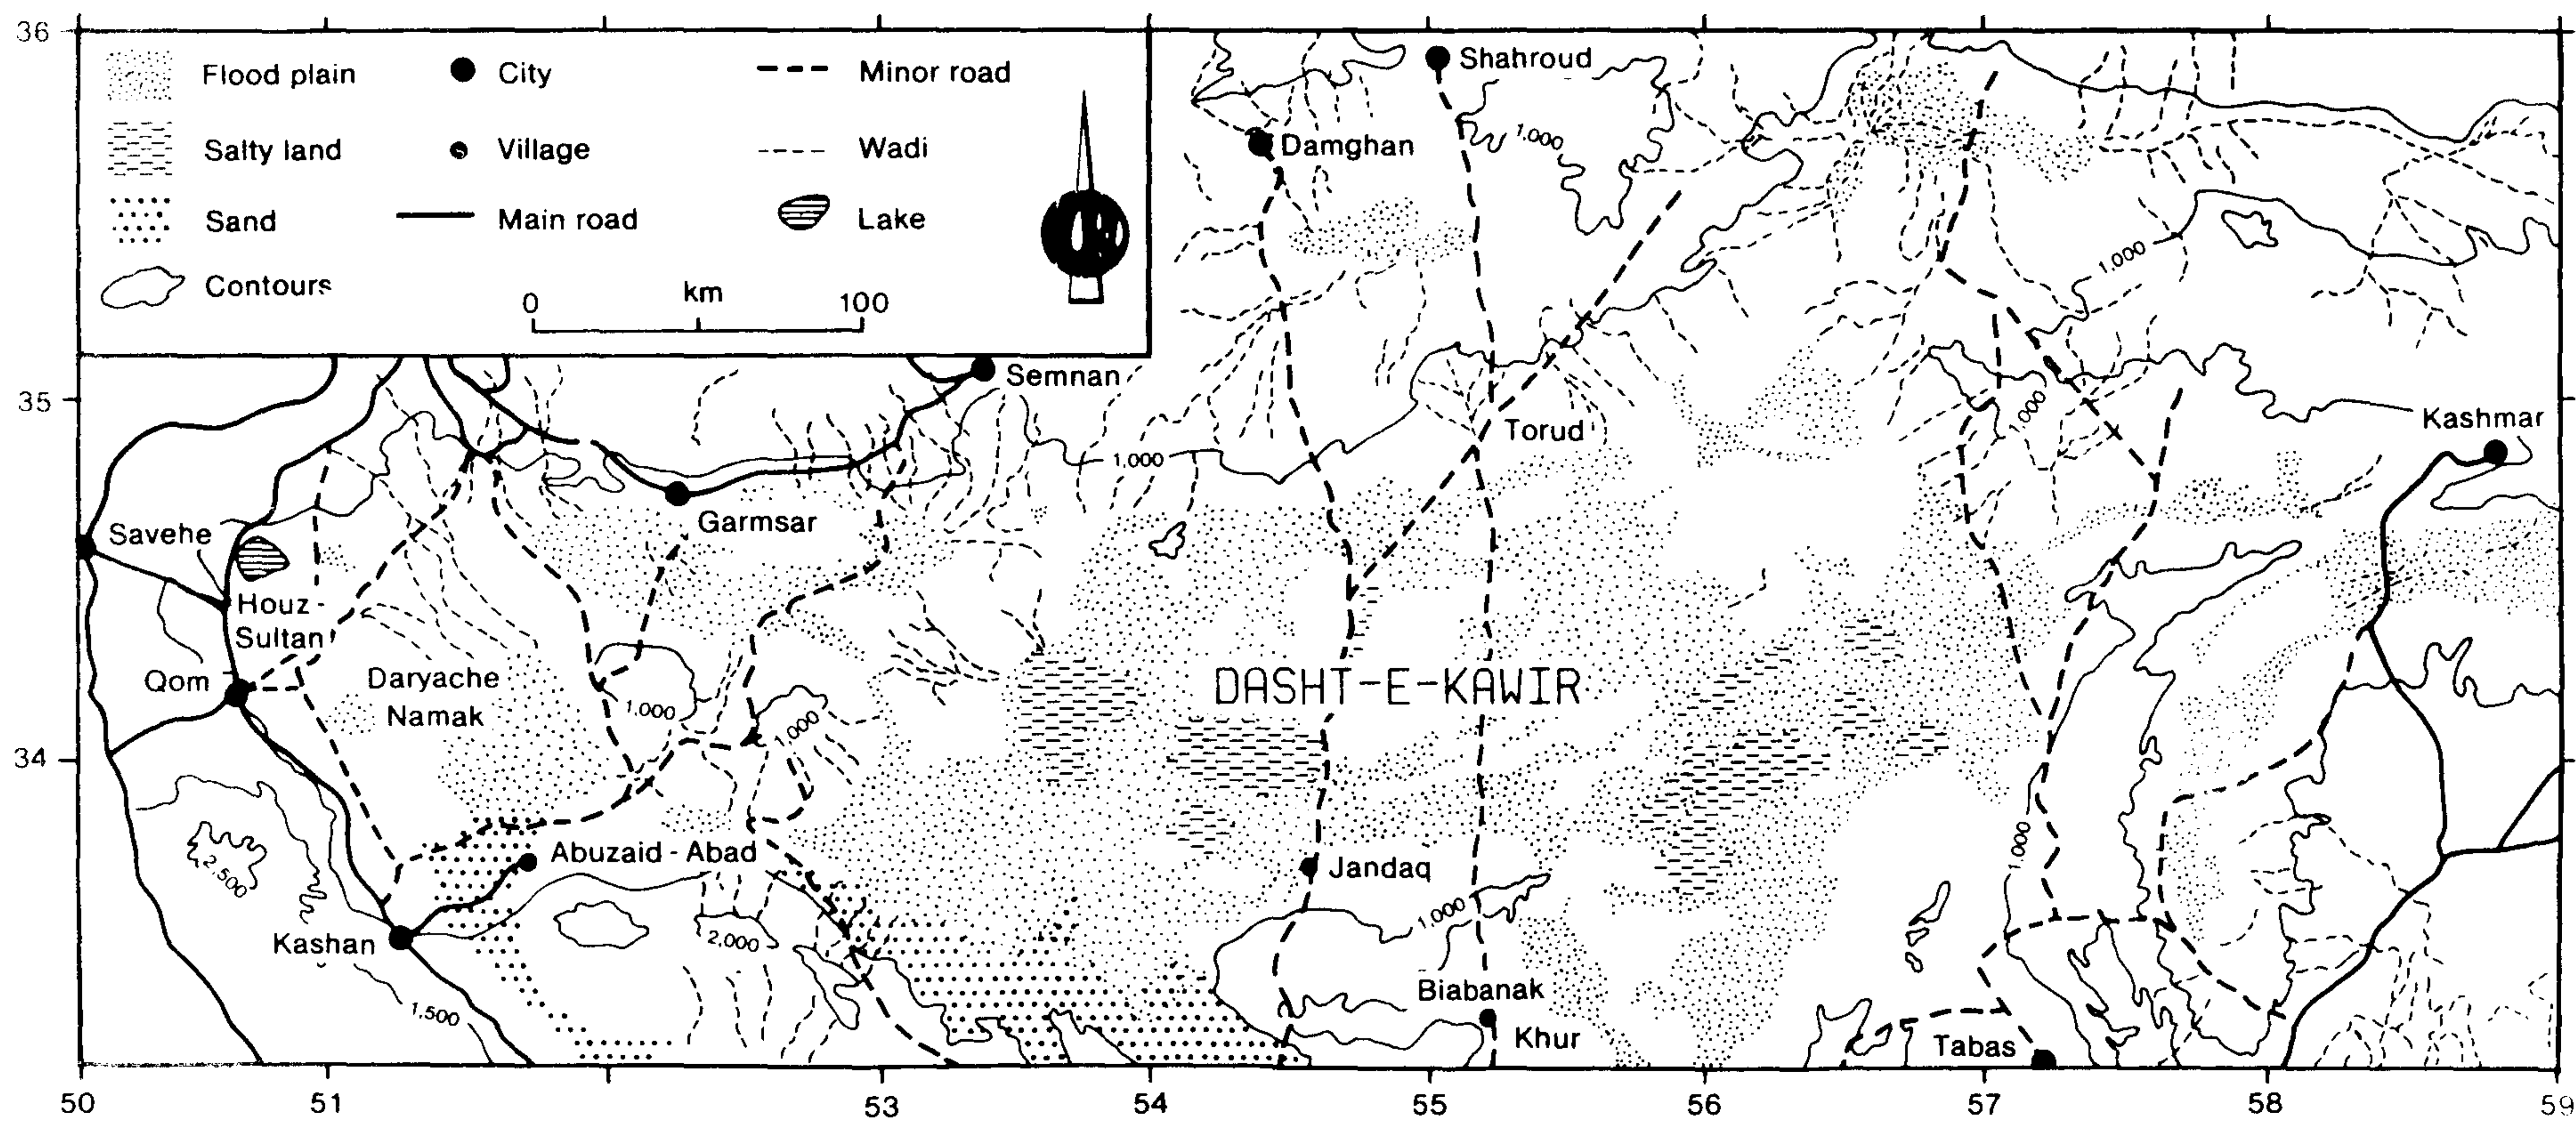 36
Flood plain
City
Minor road
Salty land
Village
Wadi
Sand
Main road
Lake
Contours
0 km 100
Shahroud
Damghan
1.000
1.000
Semnan
35
Torud
1.000
Kashmar
1.000
Savehe
Garmsar
Houz-
Sultan
Qom
Daryache
Namak
DASHT-E-KAWIR
1.000
1.000
34
Abuzaid-Abad
Jandaq
1.000
2.500
1.000
Kashan
2.000
Biabanak
1.500
Khur
Tabas
50 51 53 54 55 56 57 58 59